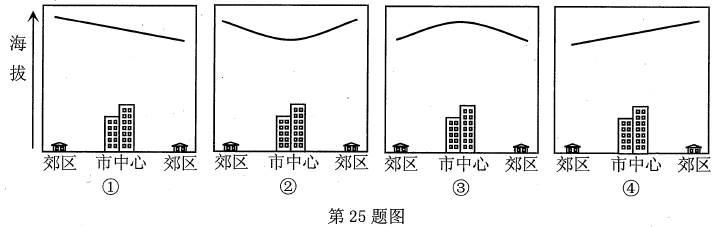 海拔
郊区 市中心 郊区
①
郊区 市中心 郊区
②
郊区 市中心 郊区
③
郊区 市中心 郊区
④
第25题图